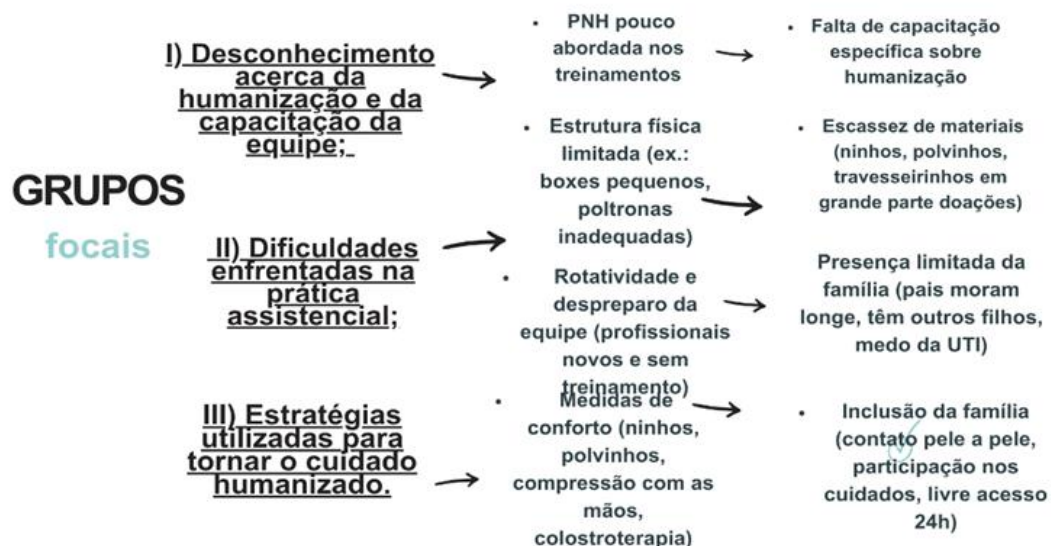 GRUPOS
focais
I) Desconhecimento
acerca da
humanização e da
capacitação da
equipe;
• PNH pouco
abordada nos
treinamentos
• Falta de capacitação
específica sobre
humanização
II) Dificuldades
enfrentadas na
prática
assistencial;
• Estrutura física
limitada (ex.:
boxes pequenos,
poltronas
inadequadas)
• Escassez de materiais
(ninhos, polvinhos,
travesseirinhos em
grande parte doações)
• Rotatividade e
despreparo da
equipe (profissionais
novos e sem
treinamento)
Presença limitada da
família (pais moram
longe, têm outros filhos,
medo da UTI)
III) Estratégias
utilizadas para
tornar o cuidado
humanizado.
• Medidas de
conforto (ninhos,
polvinhos,
compressão com as
mãos,
colostroterapia)
• Inclusão da família
(contato pele a pele,
participação nos
cuidados, livre acesso
24h)